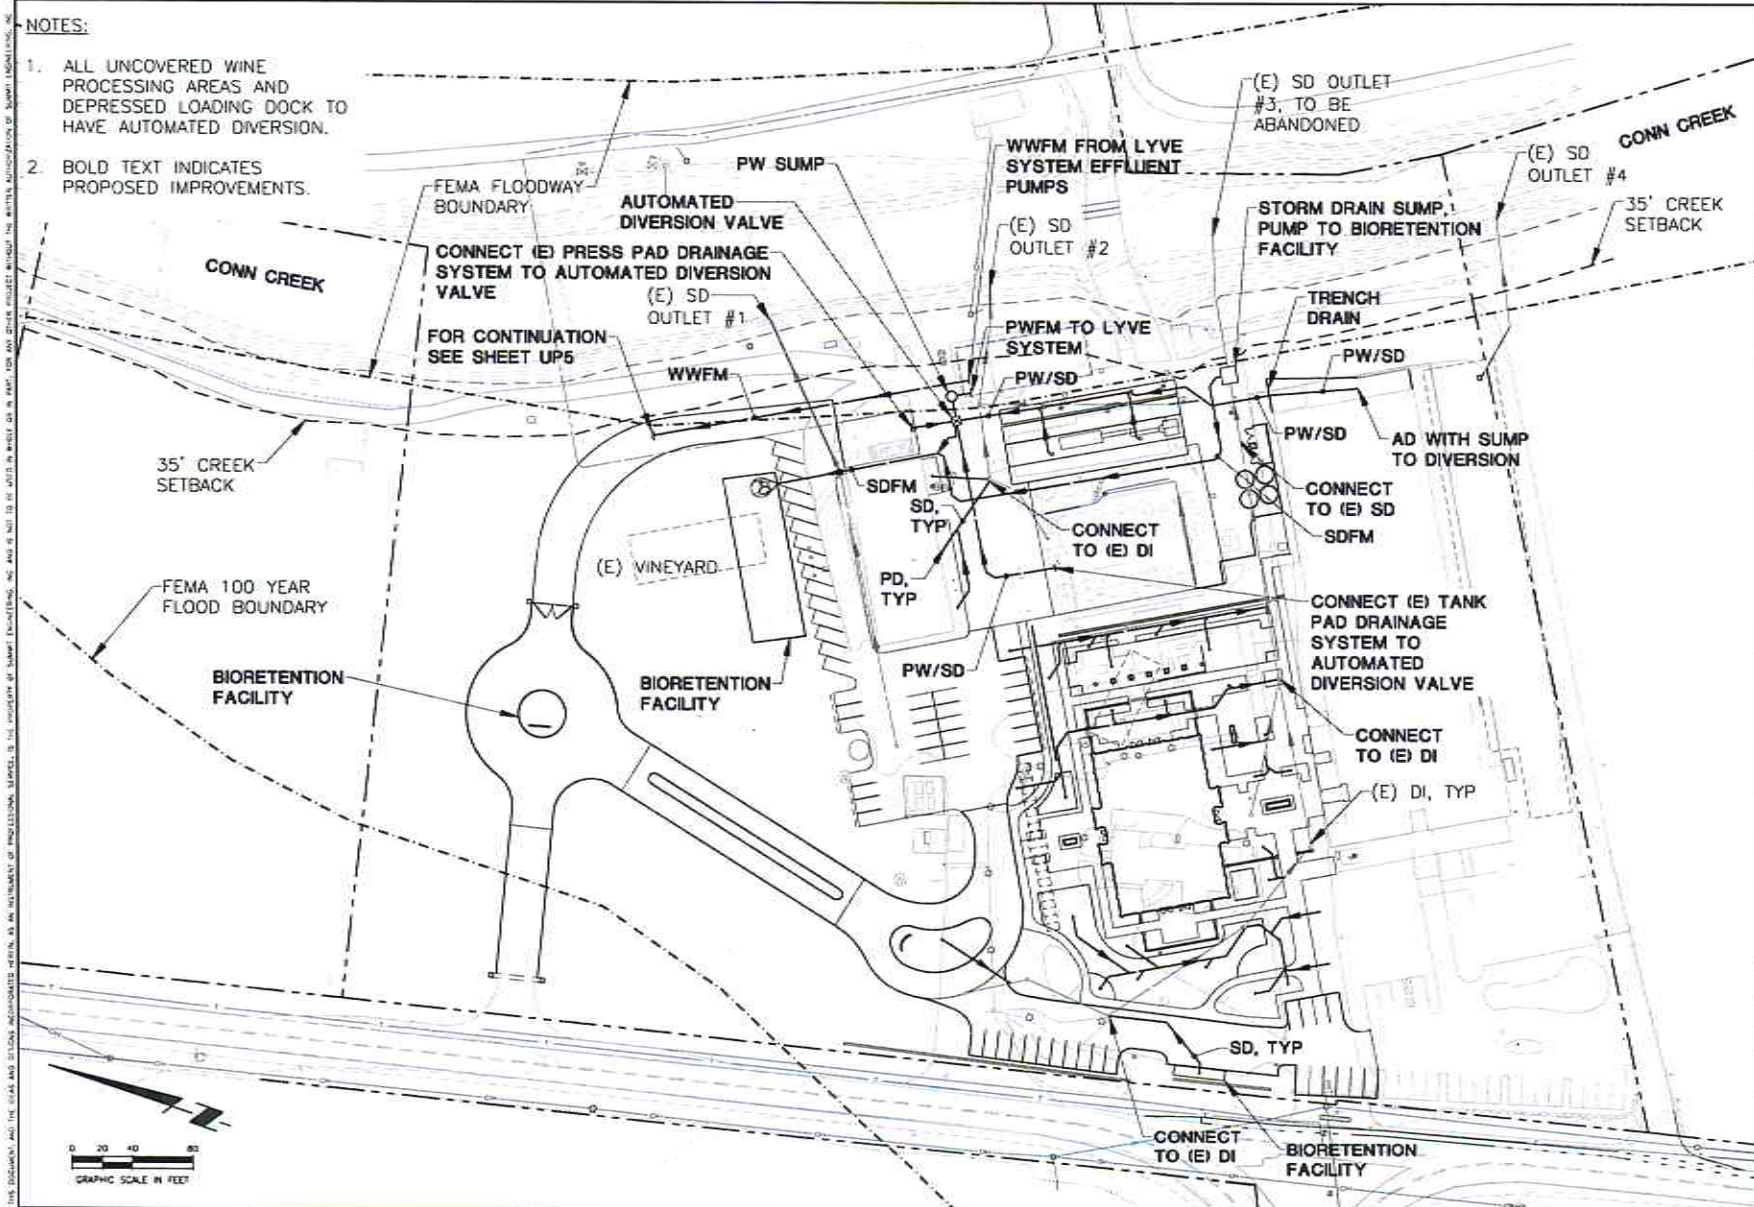 NOTES:
1. ALL UNCOVERED WINE
PROCESSING AREAS AND
DEPRESSED LOADING DOCK TO
HAVE AUTOMATED DIVERSION.
2. BOLD TEXT INDICATES
PROPOSED IMPROVEMENTS.
FEMA FLOODWAY
BOUNDARY
PW SUMP
AUTOMATED
DIVERSION VALVE
WWFM FROM LYVE
SYSTEM EFFLUENT
PUMPS
(E) SD OUTLET
#3, TO BE
ABANDONED
CONN CREEK
(E) SD
OUTLET #4
35' CREEK
SETBACK
STORM DRAIN SUMP,
PUMP TO BIORETENTION
FACILITY
(E) SD
OUTLET #2
CONN CREEK
CONNECT (E) PRESS PAD DRAINAGE
SYSTEM TO AUTOMATED DIVERSION
VALVE
(E) SD
OUTLET #1
TRENCH
DRAIN
FOR CONTINUATION
SEE SHEET UP5
PWFM TO LYVE
SYSTEM
PW/SD
WWFM
PW/SD
PW/SD
AD WITH SUMP
TO DIVERSION
35' CREEK
SETBACK
SDFM
SD,
TYP
CONNECT
TO (E) DI
CONNECT
TO (E) SD
SDFM
(E) VINEYARD
PD,
TYP
FEMA 100 YEAR
FLOOD BOUNDARY
CONNECT (E) TANK
PAD DRAINAGE
SYSTEM TO
AUTOMATED
DIVERSION VALVE
BIORETENTION
FACILITY
BIORETENTION
FACILITY
PW/SD
CONNECT
TO (E) DI
(E) DI, TYP
SD, TYP
CONNECT
TO (E) DI
BIORETENTION
FACILITY
0 20 40 80
GRAPHIC SCALE IN FEET